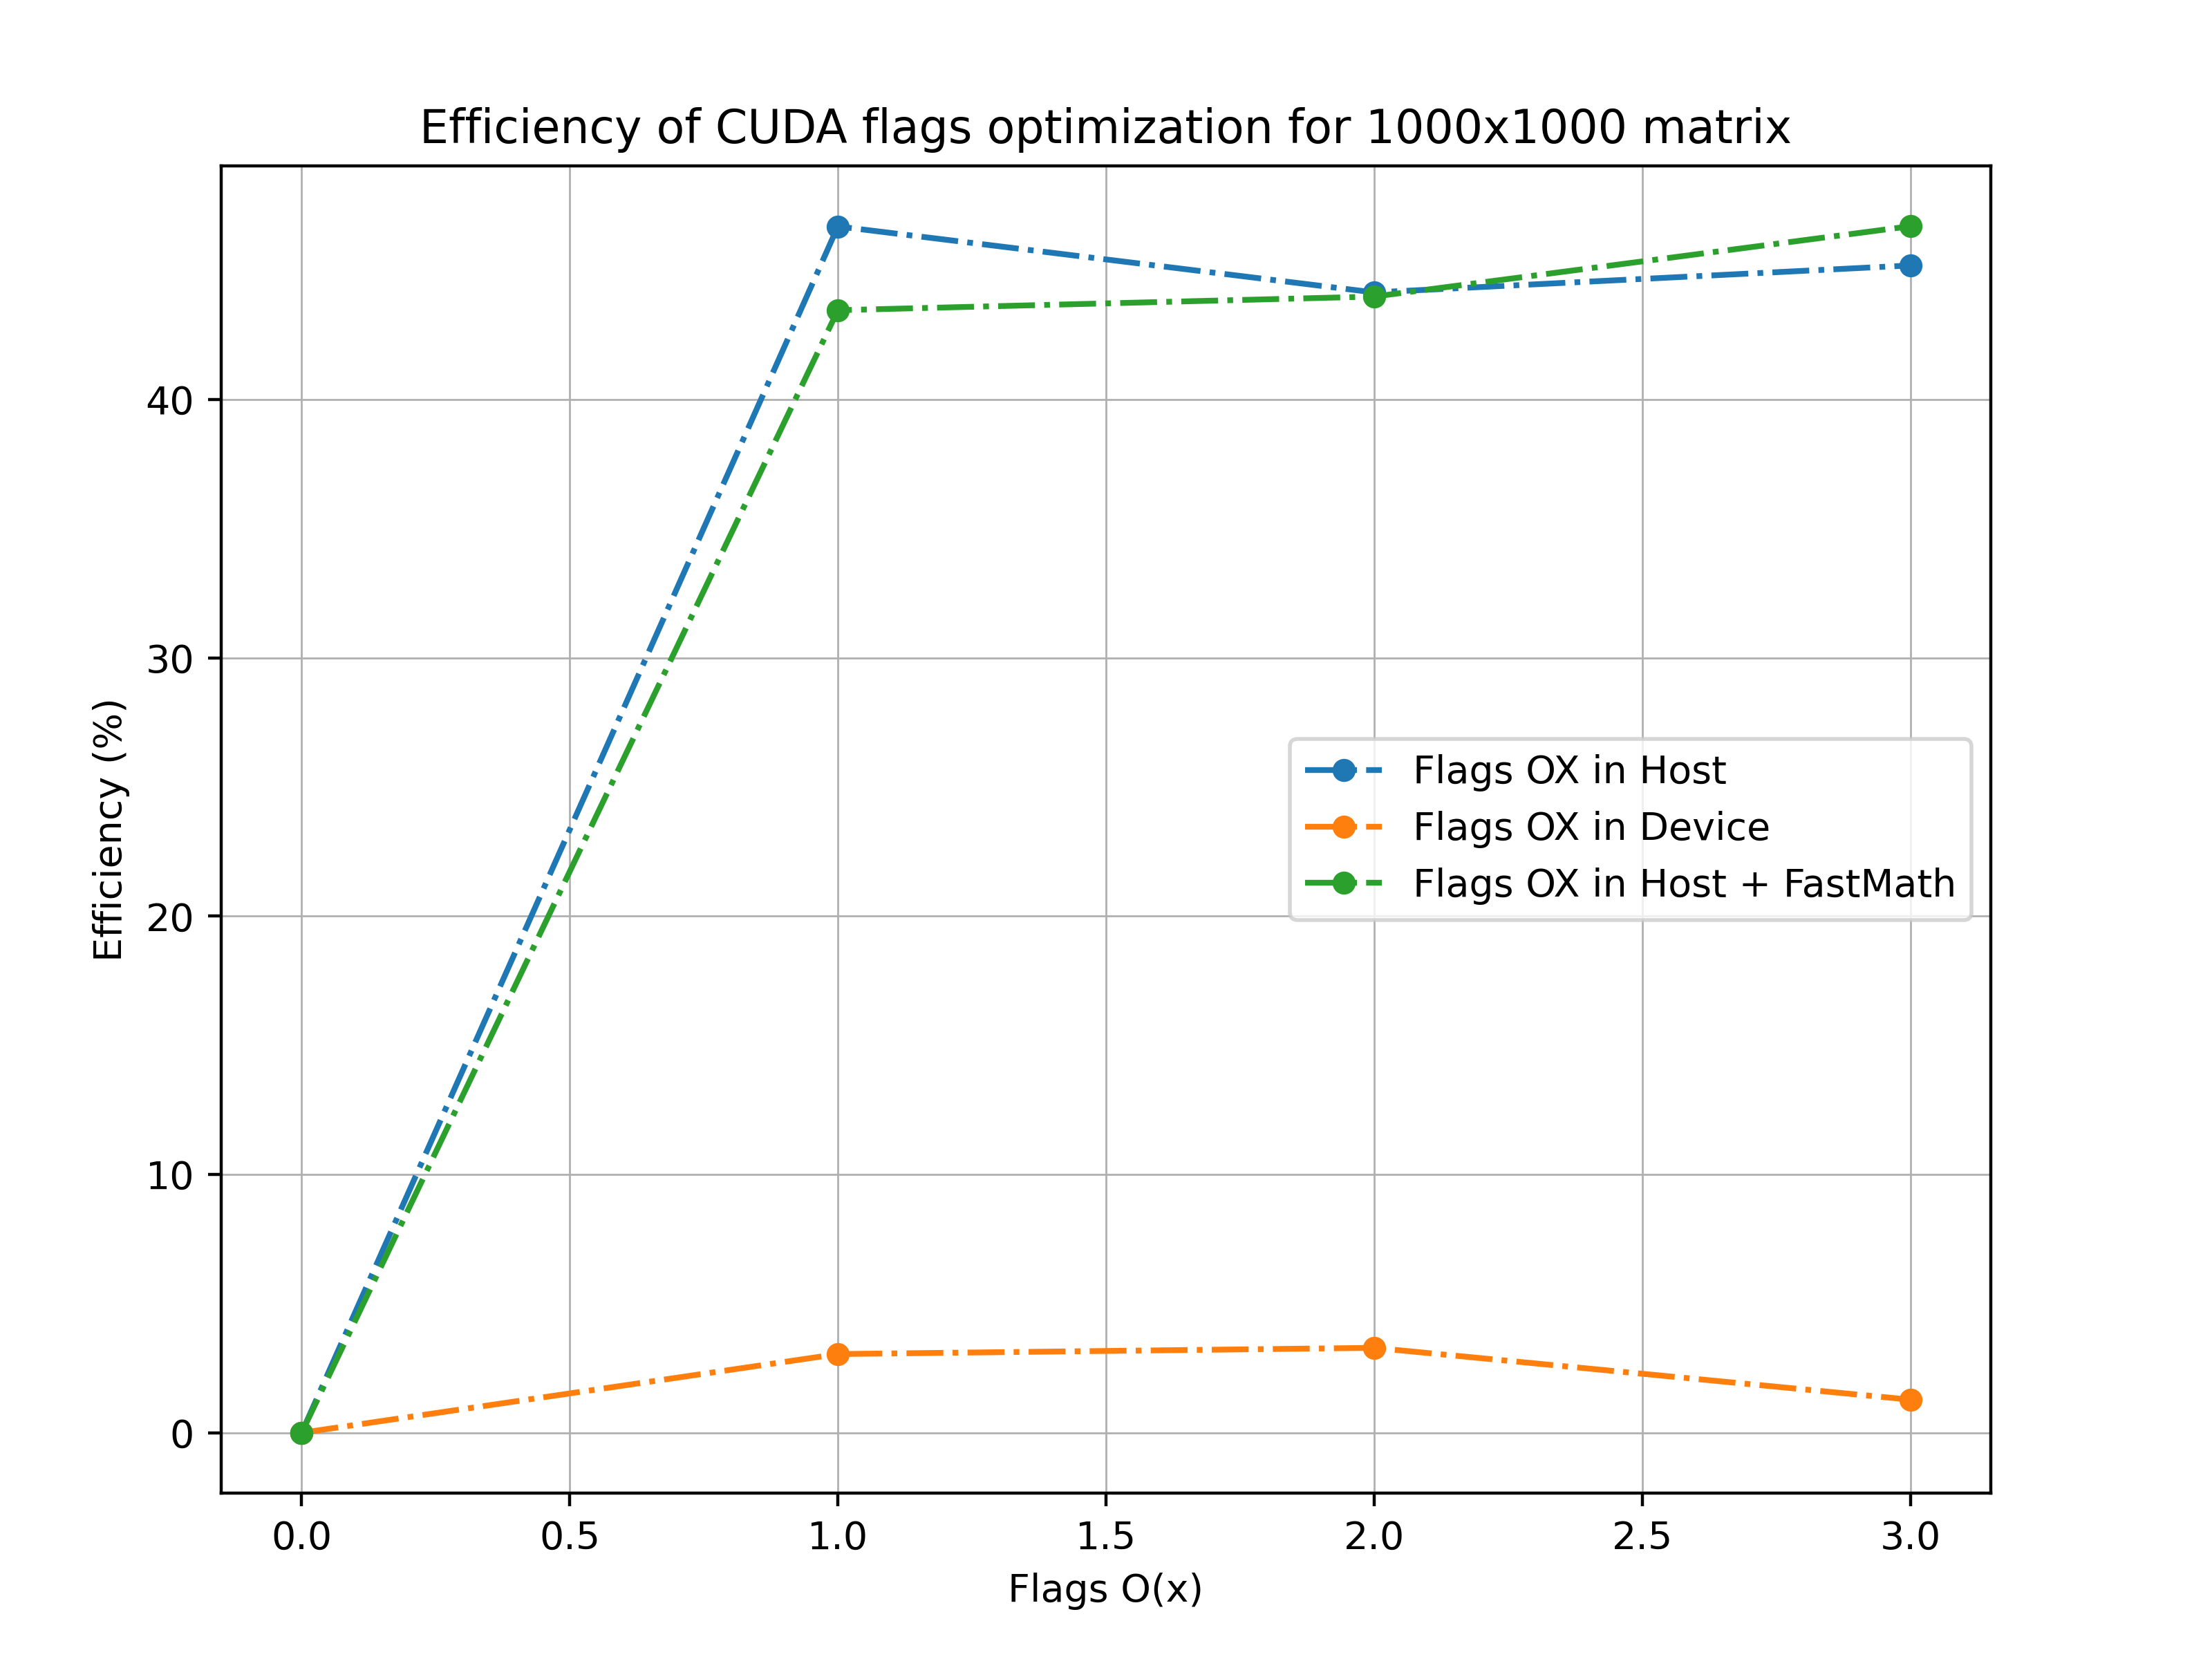 Efficiency of CUDA flags optimization for 1000x1000 matrix
Efficiency (%)
40
30
20
10
0
Flags OX in Host
Flags OX in Device
Flags OX in Host + FastMath
0.0 0.5 1.0 1.5 2.0 2.5 3.0
Flags O(x)